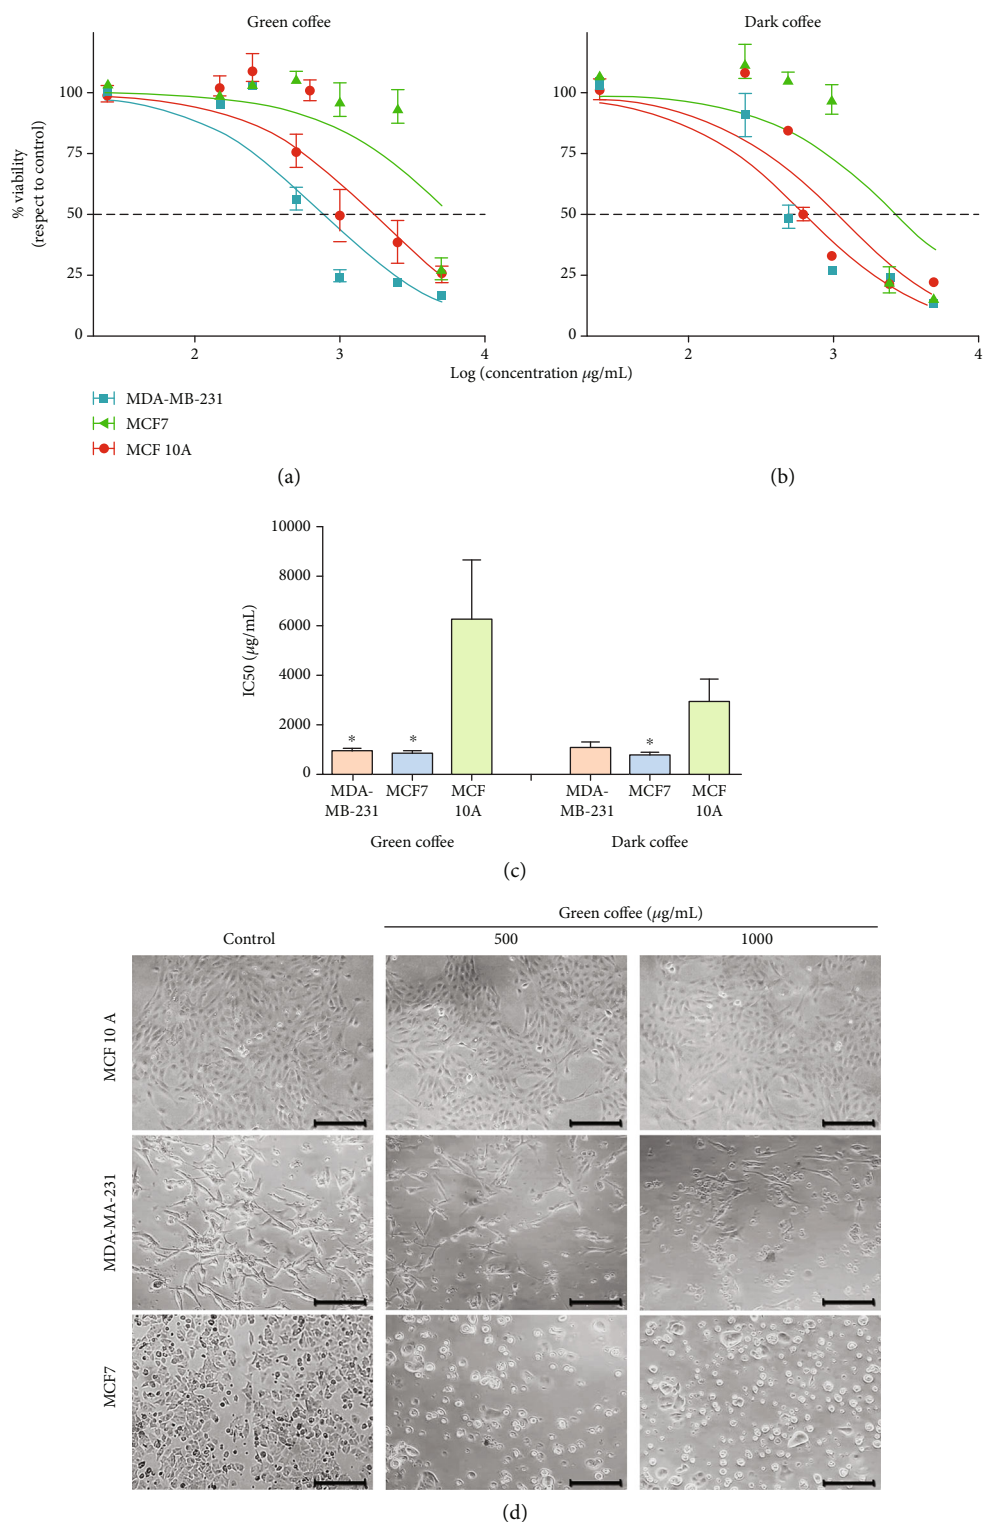 Green coffee
Dark coffee
% viability
(respect to control)
100
75
50
25
0
2
3
4
100
75
50
25
0
2
3
4
Log (concentration µg/mL)
MDA-MB-231
MCF7
MCF 10A
(a)
(b)
IC50 (µg/mL)
10000
8000
6000
4000
2000
0
*
*
*
MDA-
MB-231
MCF7
MCF
10A
MDA-
MB-231
MCF7
MCF
10A
Green coffee
Dark coffee
(c)
Green coffee (µg/mL)
Control
500
1000
MCF 10 A
MDA-MA-231
MCF7
(d)